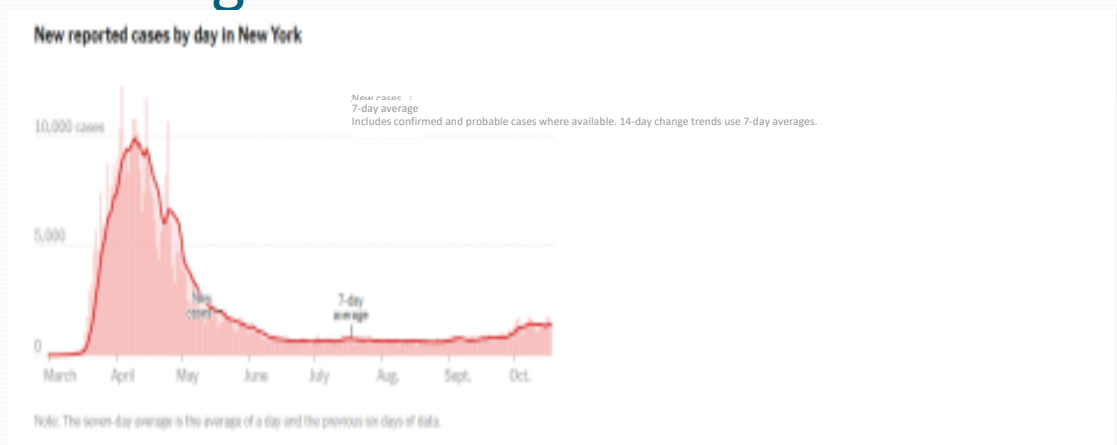 New reported cases by day in New York
New cases :
7-day average
Includes confirmed and probable cases where available. 14-day change trends use 7-day averages.
10,000 cases
5,000
New
cases
7-day
average
0
March April May June July Aug. Sept. Oct.
Note: The seven-day average is the average of a day and the previous six days of data.